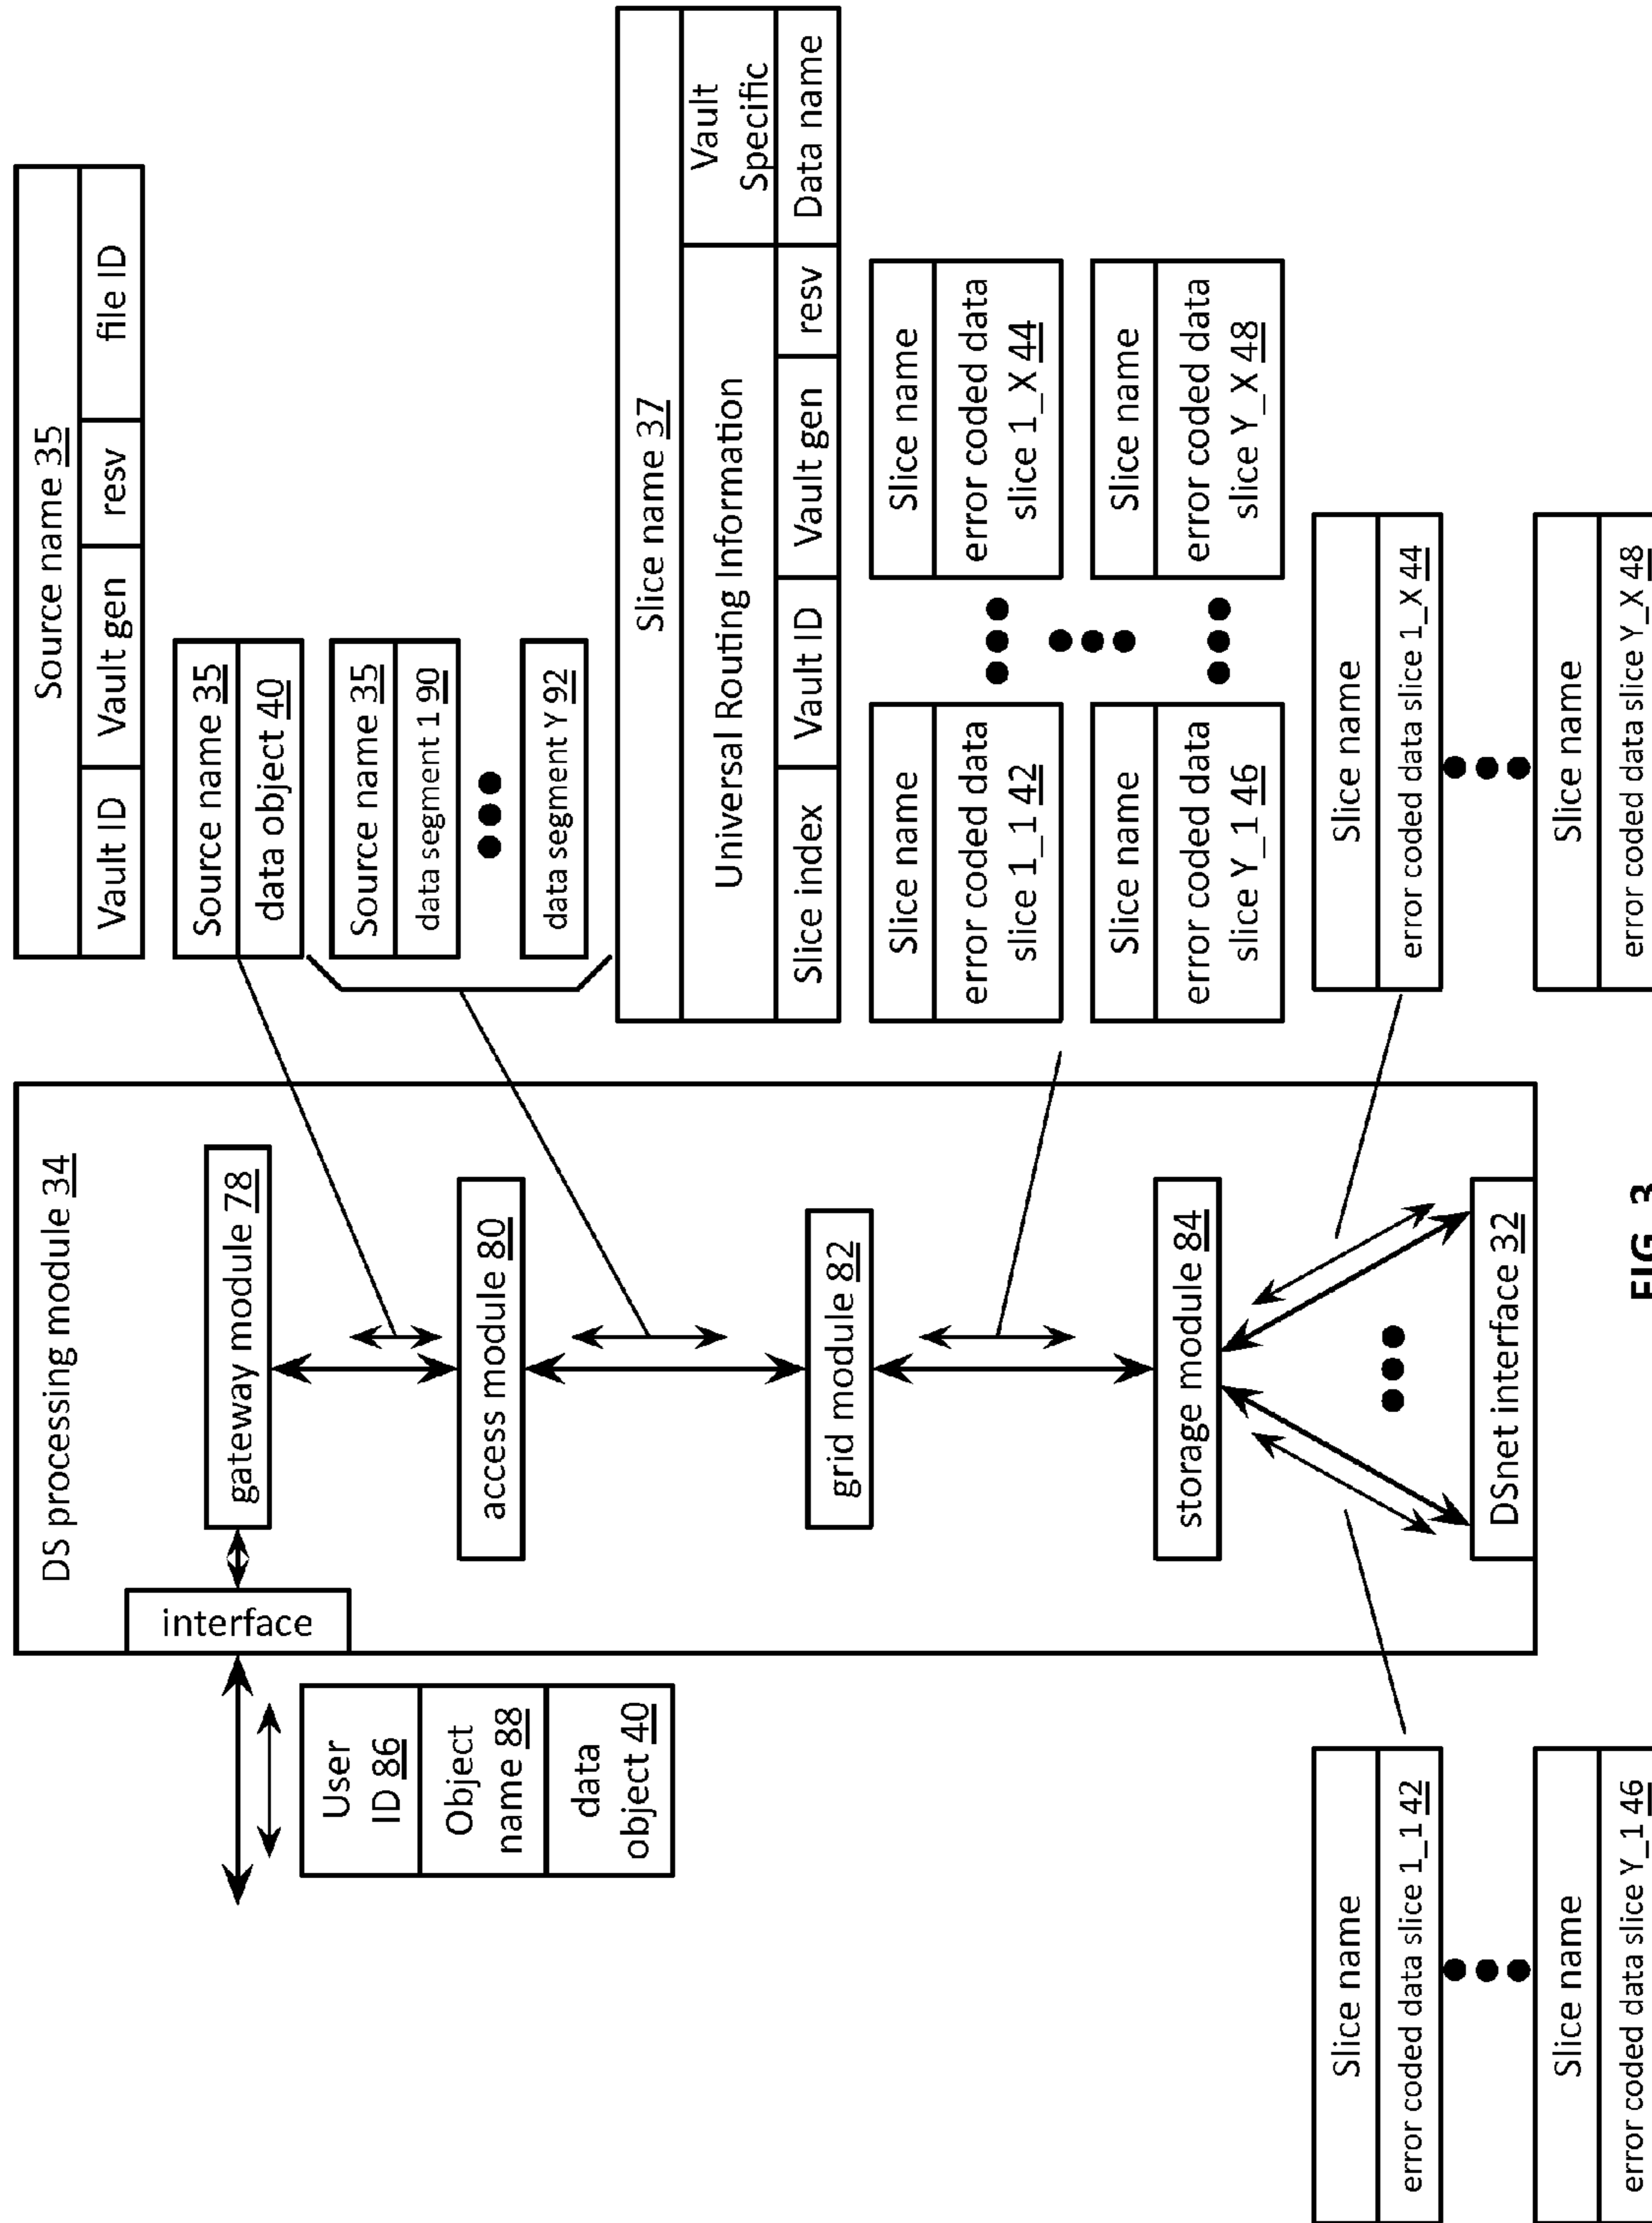 DS processing module 34
interface
gateway module 78
access module 80
grid module 82
storage module 84
DSnet interface 32
User
ID 86
Object
name 88
data
object 40
Source name 35
Vault ID
Vault gen
resv
file ID
Source name 35
data object 40
Source name 35
data segment 1 90
data segment Y 92
Slice name 37
Universal Routing Information
Vault
Specific
Slice index
Vault ID
Vault gen
resv
Data name
Slice name
error coded data
slice 1_1 42
Slice name
error coded data
slice 1_X 44
Slice name
error coded data
slice Y_1 46
Slice name
error coded data
slice Y_X 48
Slice name
error coded data slice 1_1 42
Slice name
error coded data slice Y_1 46
Slice name
error coded data slice 1_X 44
Slice name
error coded data slice Y_X 48
FIG. 3